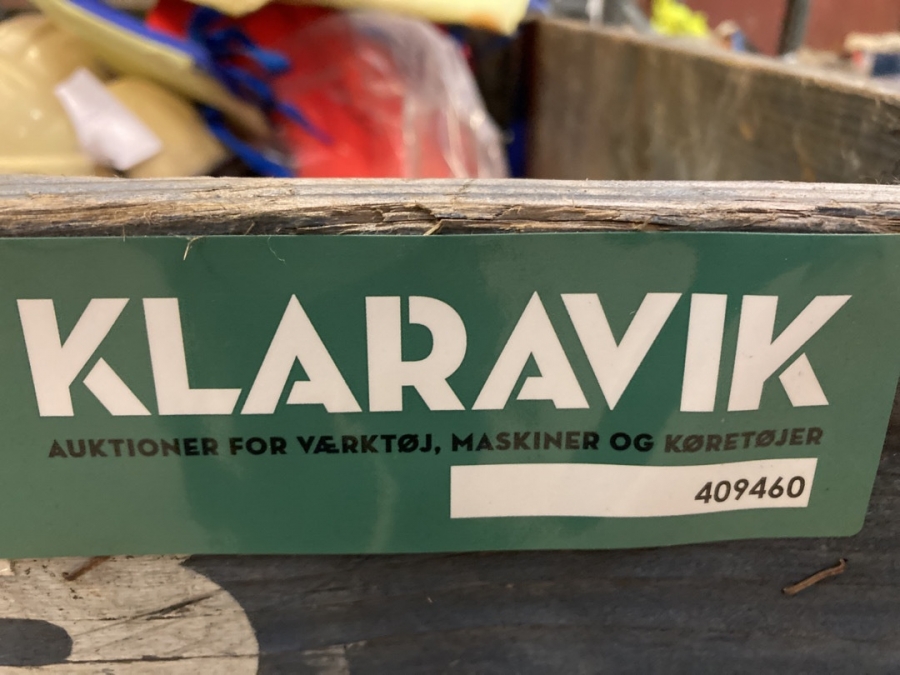 KLARAVIK
AUKTIONER FOR VÆRKTØJ, MASKINER OG KØRETØJER
409460